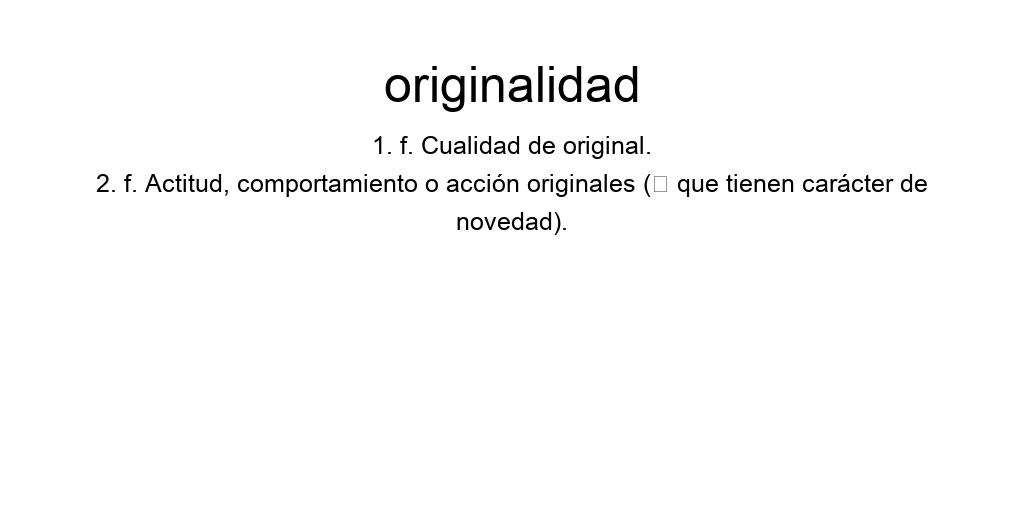 originalidad
1. f. Cualidad de original.
2. f. Actitud, comportamiento o acción originales (□ que tienen carácter de
novedad).